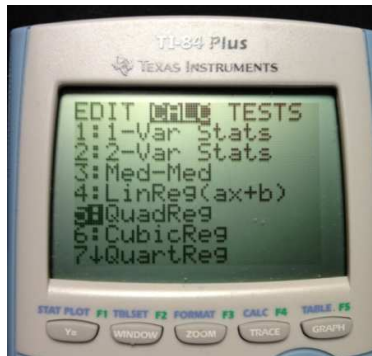 TI-84 Plus
TEXAS INSTRUMENTS
EDIT CALC TESTS
1:1-Var Stats
2:2-Var Stats
3:Med-Med
4:LinReg(ax+b)
5:QuadReg
6:CubicReg
7↓QuartReg
STAT PLOT F1 TBLSET F2 FORMAT F3 CALC F4 TABLE F5
Y= WINDOW ZOOM TRACE GRAPH